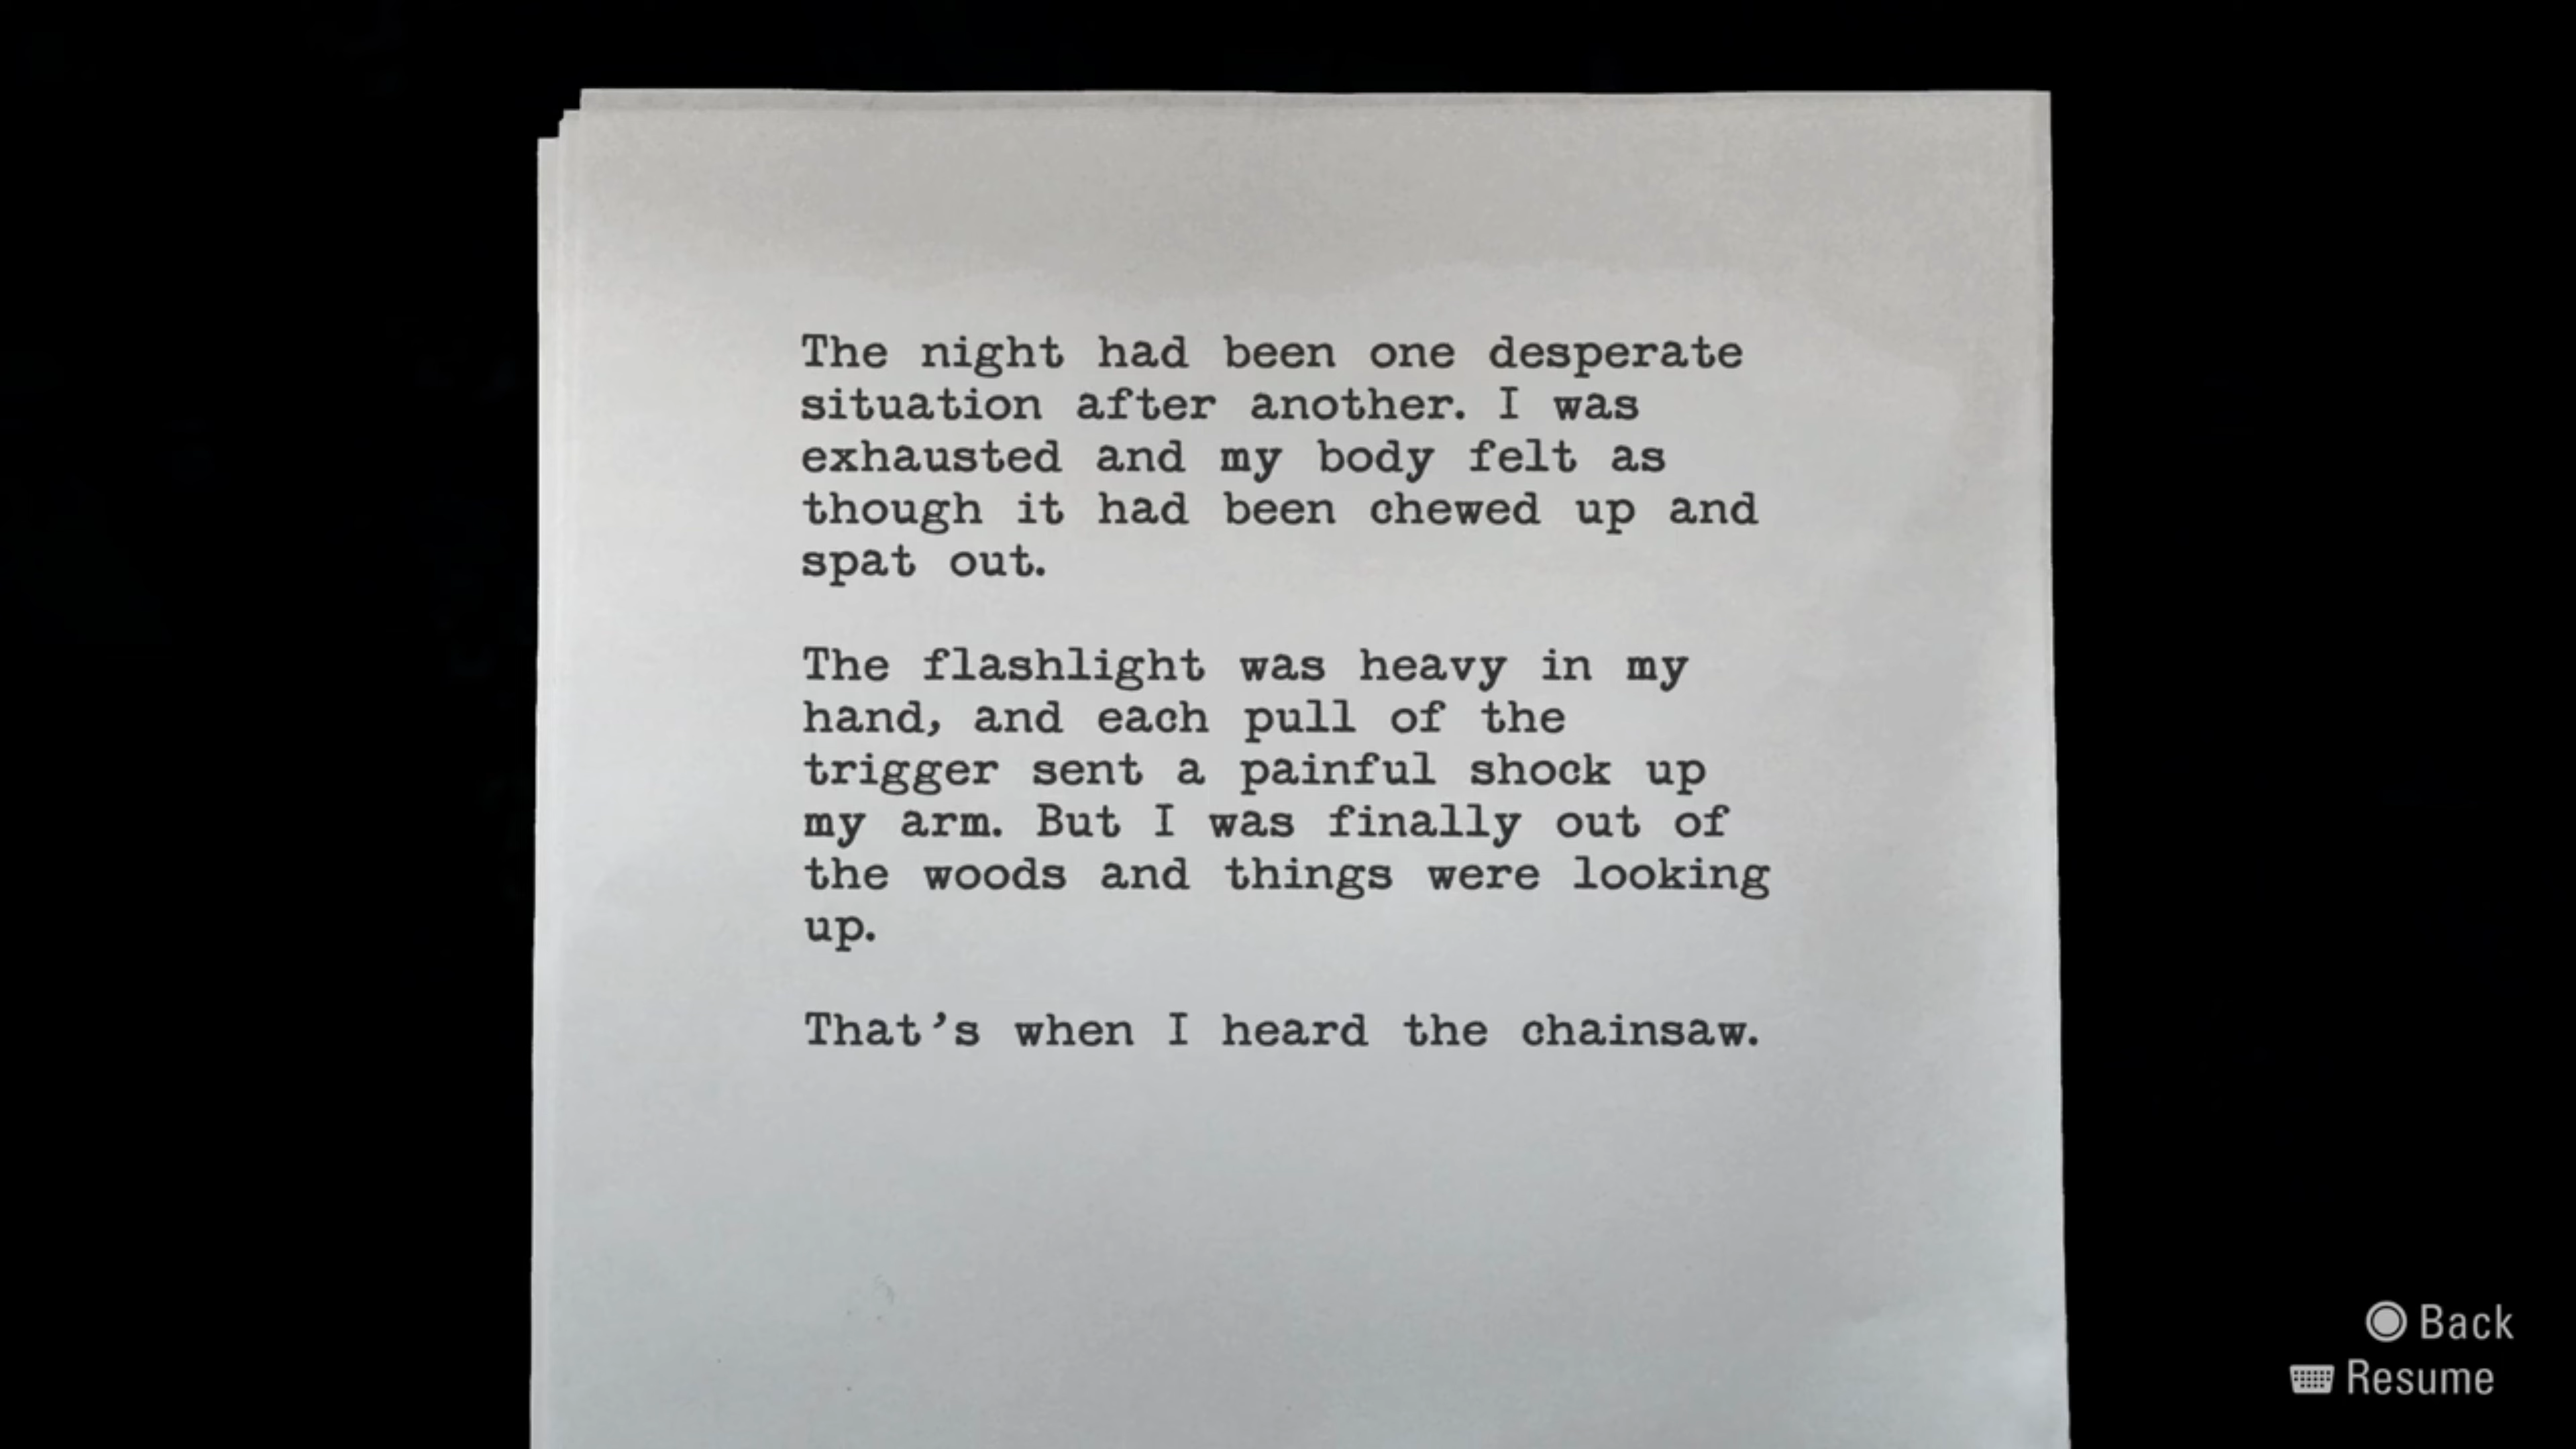 The night had been one desperate
situation after another. I was
exhausted and my body felt as
though it had been chewed up and
spat out.
The flashlight was heavy in my
hand, and each pull of the
trigger sent a painful shock up
my arm. But I was finally out of
the woods and things were looking
up.
That's when I heard the chainsaw.
Back
Resume